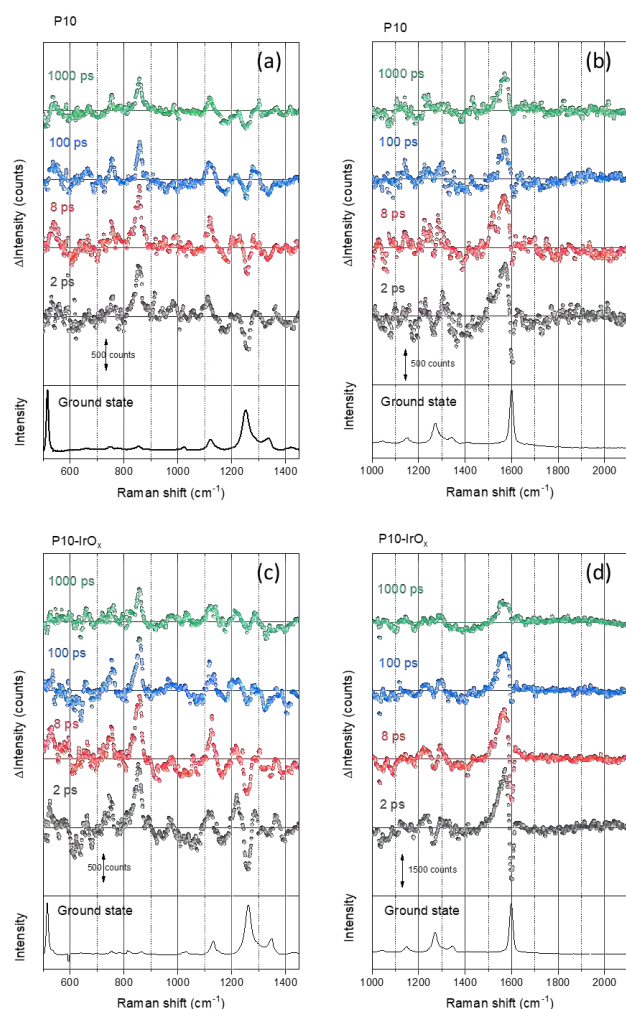 P10
(a)
1000 ps
100 ps
8 ps
2 ps
500 counts
ΔIntensity (counts)
Ground state
Intensity
600 800 1000 1200 1400
Raman shift (cm⁻¹)
P10
(b)
1000 ps
100 ps
8 ps
2 ps
500 counts
ΔIntensity (counts)
Ground state
Intensity
1000 1200 1400 1600 1800 2000
Raman shift (cm⁻¹)
P10-IrOₓ
(c)
1000 ps
100 ps
8 ps
2 ps
500 counts
ΔIntensity (counts)
Ground state
Intensity
600 800 1000 1200 1400
Raman shift (cm⁻¹)
P10-IrOₓ
(d)
1000 ps
100 ps
8 ps
2 ps
1500 counts
ΔIntensity (counts)
Ground state
Intensity
1000 1200 1400 1600 1800 2000
Raman shift (cm⁻¹)